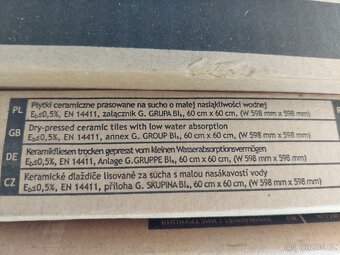 PL Płytki ceramiczne prasowane na sucho o małej nasiąkliwości wodnej
Eb≤0,5%, EN 14411, załącznik G. GRUPA BIa, 60 cm x 60 cm, (W 598 mm x 598 mm)
GB Dry-pressed ceramic tiles with low water absorption
Eb≤0,5%, EN 14411, annex G. GROUP BIa, 60 cm x 60 cm, (W 598 mm x 598 mm)
DE Keramikfliesen trocken gepresst vom kleinen Wasserabsorptionsvermögen
Eb≤0,5%, EN 14411, Anlage G. GRUPPE BIa, 60 cm x 60 cm, (W 598 mm x 598 mm)
CZ Keramické dlaždiče lisované za sucha s malou nasákavostí vody
Eb≤0,5%, EN 14411, příloha G. SKUPINA BIa, 60 cm x 60 cm, (W 598 mm x 598 mm)